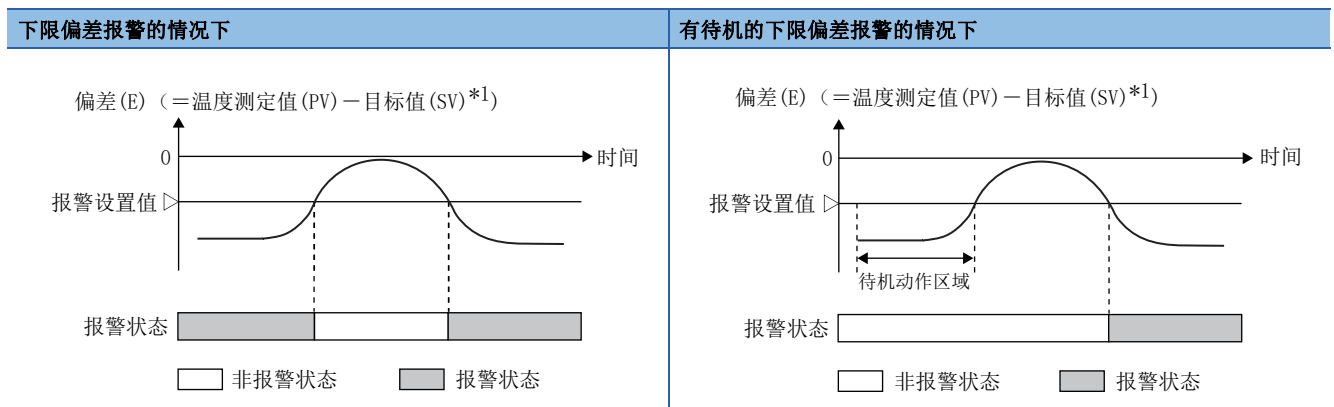 下限偏差报警的情况下
偏差(E)（＝温度测定值(PV)－目标值(SV)*1)
0
时间
报警设置值
报警状态
非报警状态
报警状态
有待机的下限偏差报警的情况下
偏差(E)（＝温度测定值(PV)－目标值(SV)*1)
0
时间
报警设置值
待机动作区域
报警状态
非报警状态
报警状态